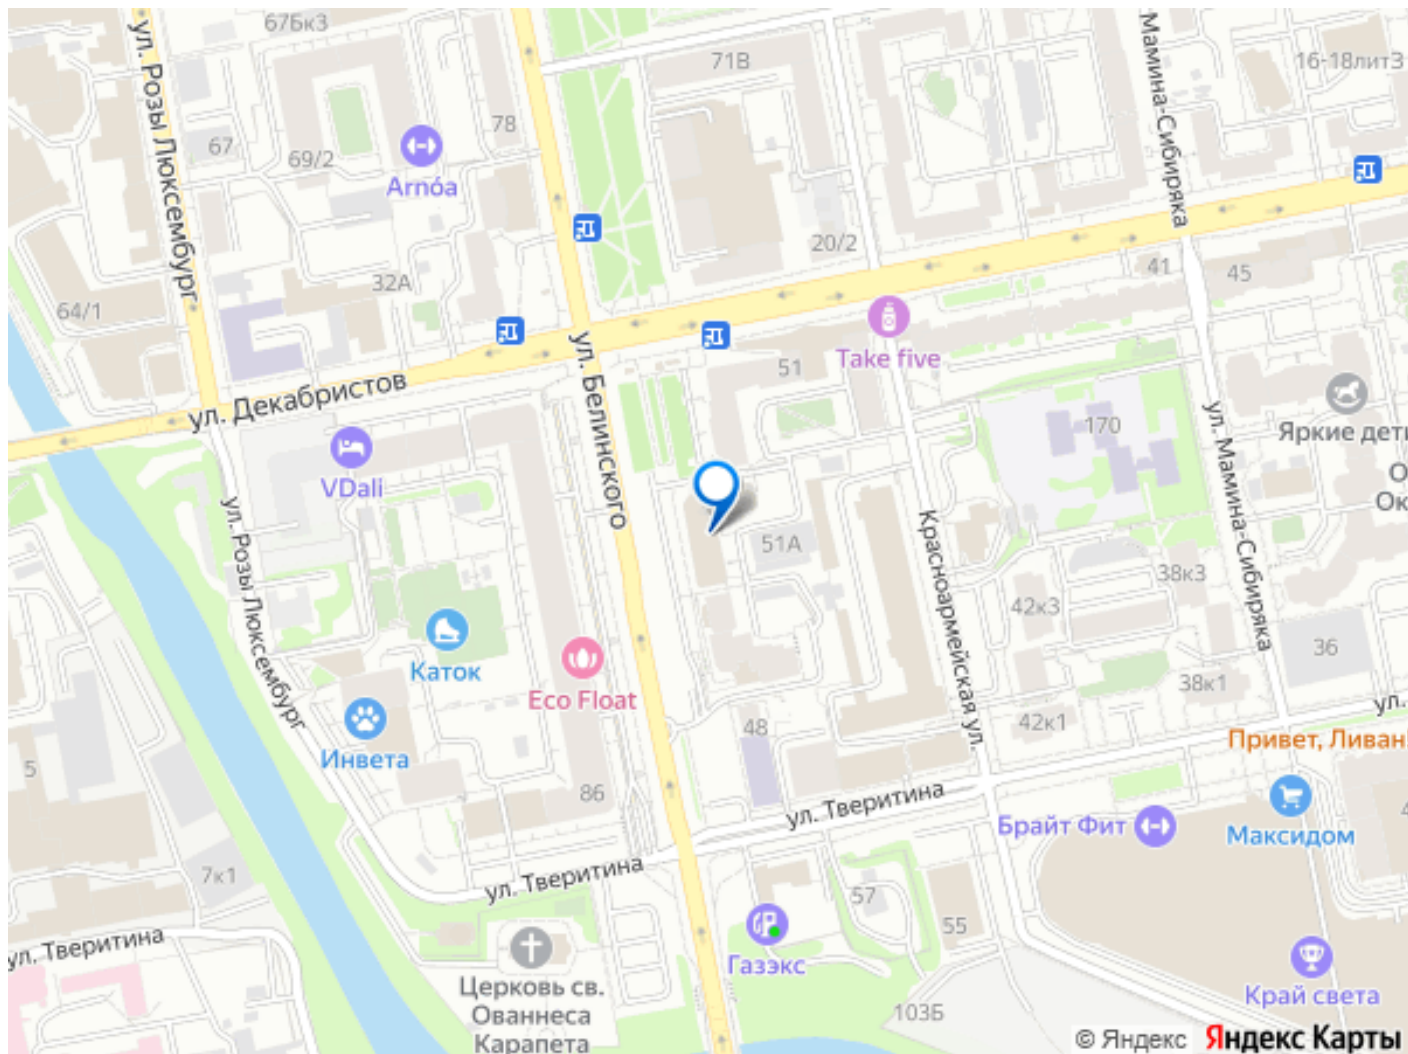 67Бк3
ул. Розы Люксембург
71В
Мамина-Сибиряка
16-18литЗ
78
67
69/2
Arnóa
20/2
32А
41
45
64/1
ул. Белинского
51
Take five
ул. Декабристов
170
ул. Мамина-Сибиряка
Яркие дети
О
Ок
VDali
ул. Розы Люксембург
Красноармейская ул.
51А
38к3
42к3
Каток
36
Eco Float
38к1
ул.
48
42к1
Инвета
Привет, Ливан!
5
86
ул. Тверитина
Брайт Фит
Максидом
4
7к1
ул. Тверитина
57
55
ул. Тверитина
Газэкс
Церковь св.
Ованнеса
Карапета
Край света
103Б
© Яндекс Яндекс Карты